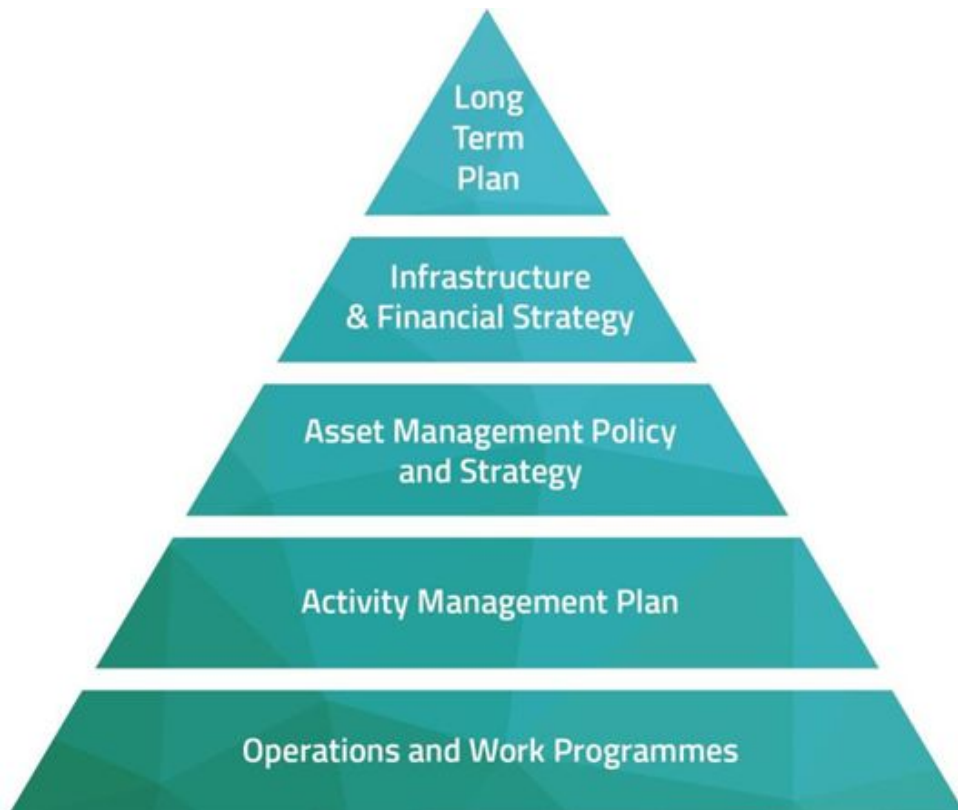 Long
Term
Plan
Infrastructure
& Financial Strategy
Asset Management Policy
and Strategy
Activity Management Plan
Operations and Work Programmes